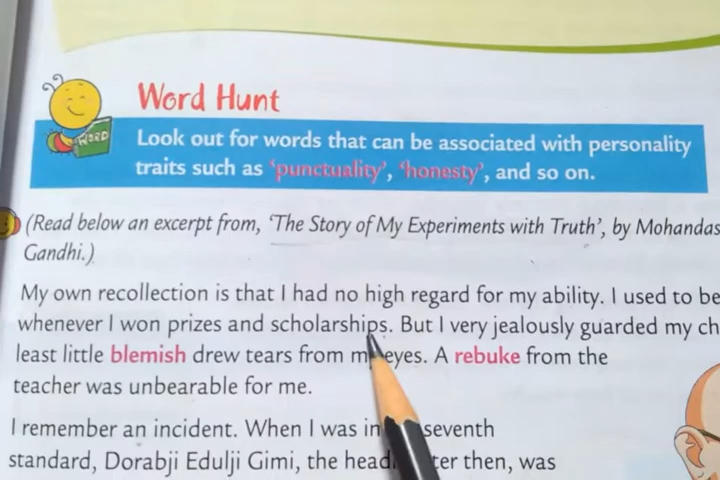 Word Hunt
WORD
Look out for words that can be associated with personality
traits such as 'punctuality', 'honesty', and so on.
(Read below an excerpt from, 'The Story of My Experiments with Truth', by Mohandas
Gandhi.)
My own recollection is that I had no high regard for my ability. I used to be
whenever I won prizes and scholarships. But I very jealously guarded my ch
least little blemish drew tears from my eyes. A rebuke from the
teacher was unbearable for me.
I remember an incident. When I was in seventh
standard, Dorabji Edulji Gimi, the then, was